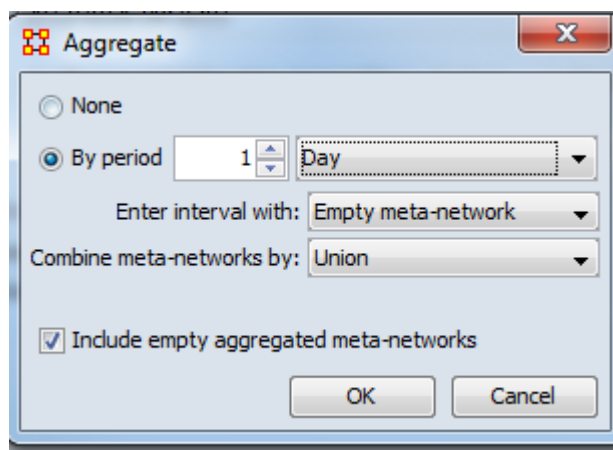 Aggregate
None
By period 1 Day
Enter interval with: Empty meta-network
Combine meta-networks by: Union
Include empty aggregated meta-networks
OK Cancel